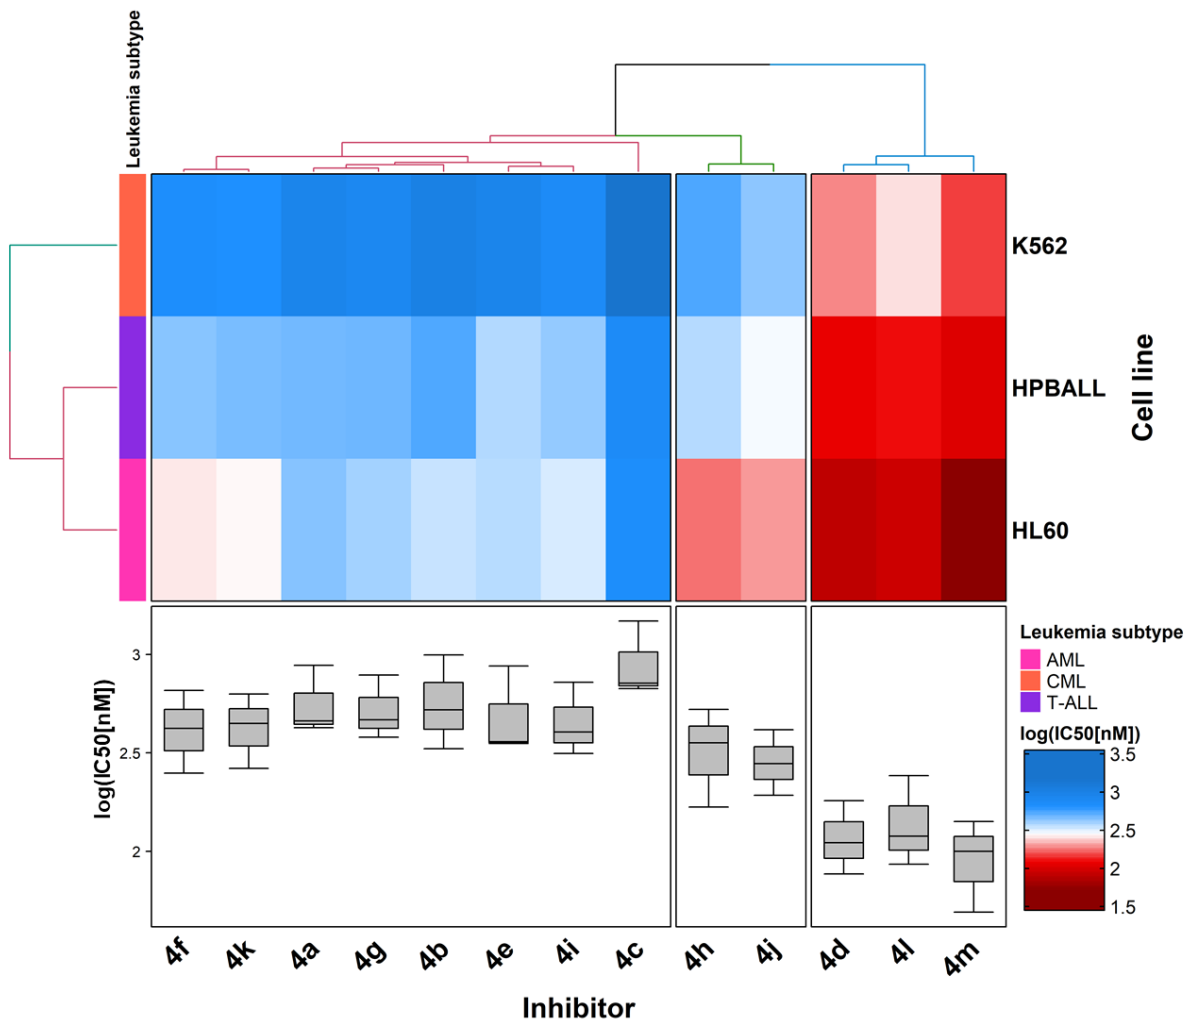 Leukemia subtype
K562
HPBALL
HL60
Cell line
log(IC50[nM])
3
2.5
2
4f 4k 4a 4g 4b 4e 4i 4c 4h 4j 4d 4l 4m
Inhibitor
Leukemia subtype
AML
CML
T-ALL
log(IC50[nM])
3.5
3
2.5
2
1.5